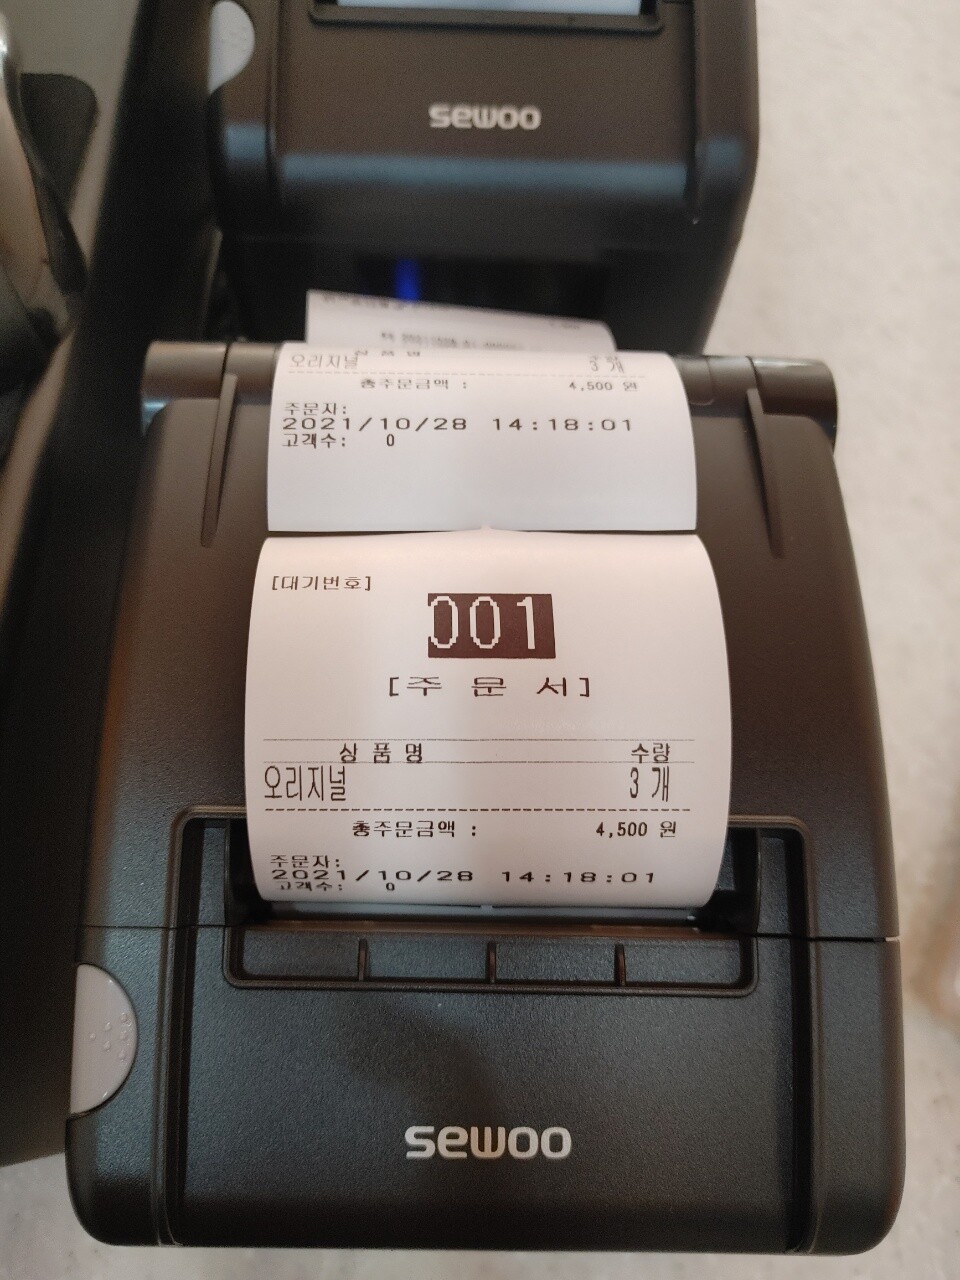 sewoo
상 품 명
오리지널 3 개
총주문금액 : 4,500 원
주문자:
2021/10/28 14:18:01
고객수: 0
[대기번호]
001
[주 문 서]
상 품 명 수량
오리지널 3 개
총주문금액 : 4,500 원
주문자:
2021/10/28 14:18:01
고객수: 0
sewoo